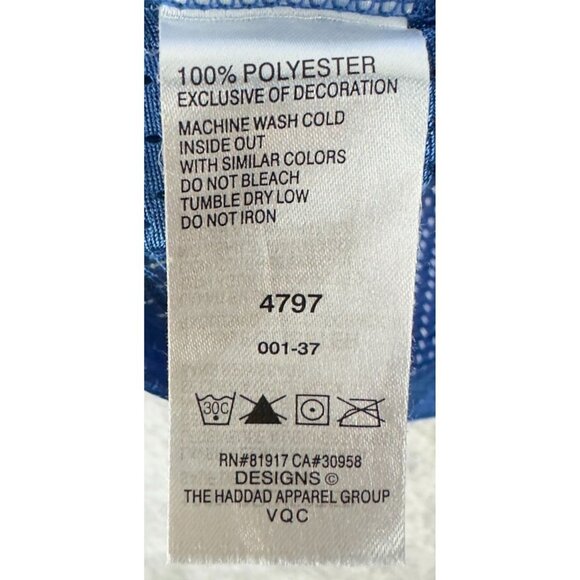 100% POLYESTER
EXCLUSIVE OF DECORATION
MACHINE WASH COLD
INSIDE OUT
WITH SIMILAR COLORS
DO NOT BLEACH
TUMBLE DRY LOW
DO NOT IRON
4797
001-37
30C
RN#81917 CA#30958
DESIGNS ©
THE HADDAD APPAREL GROUP
VQC